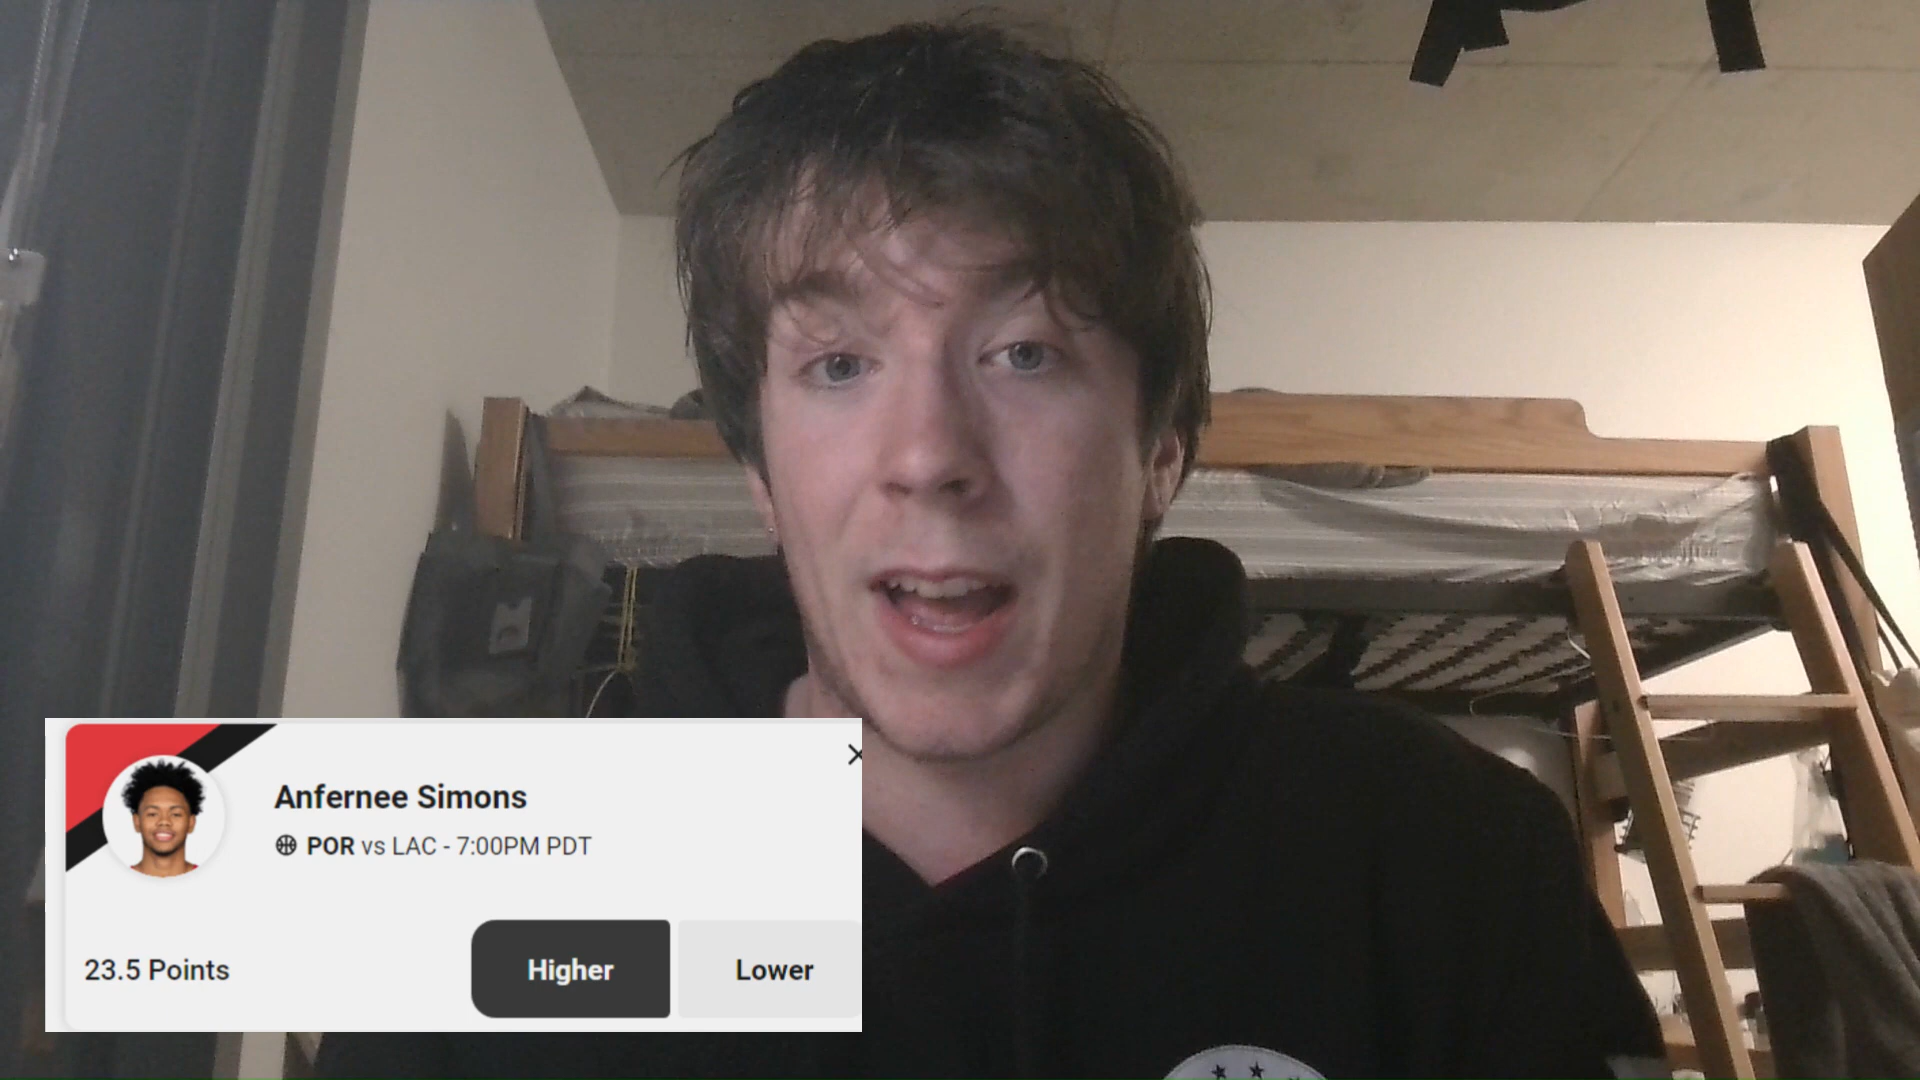 Anfernee Simons
POR vs LAC - 7:00PM PDT
23.5 Points
Higher
Lower